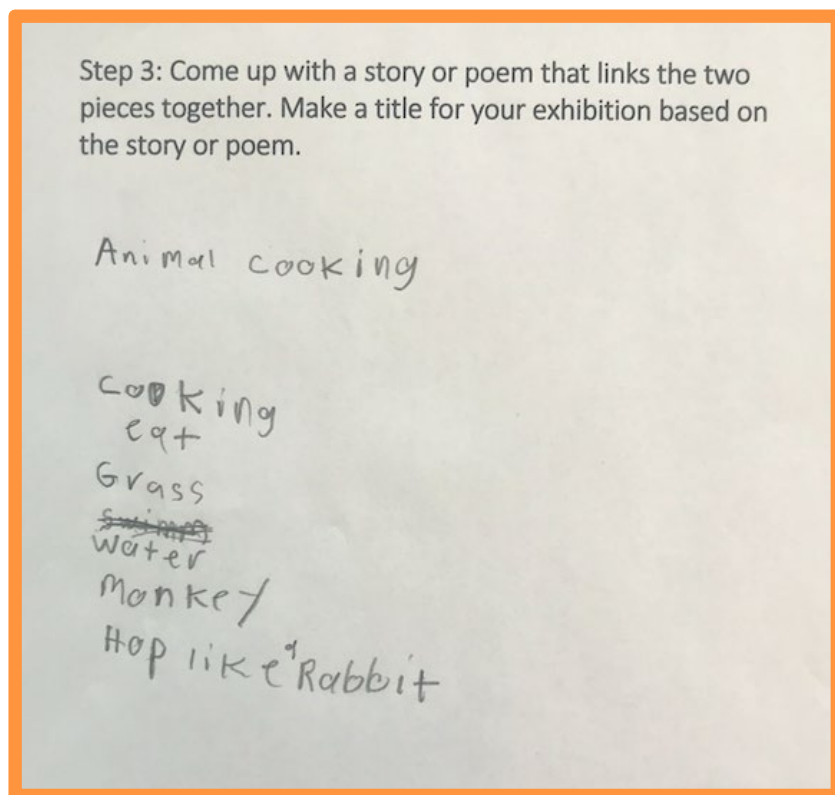 Step 3: Come up with a story or poem that links the two
pieces together. Make a title for your exhibition based on
the story or poem.
Animal cooking
cooking
eat
Grass
water
Monkey
Hop like a Rabbit